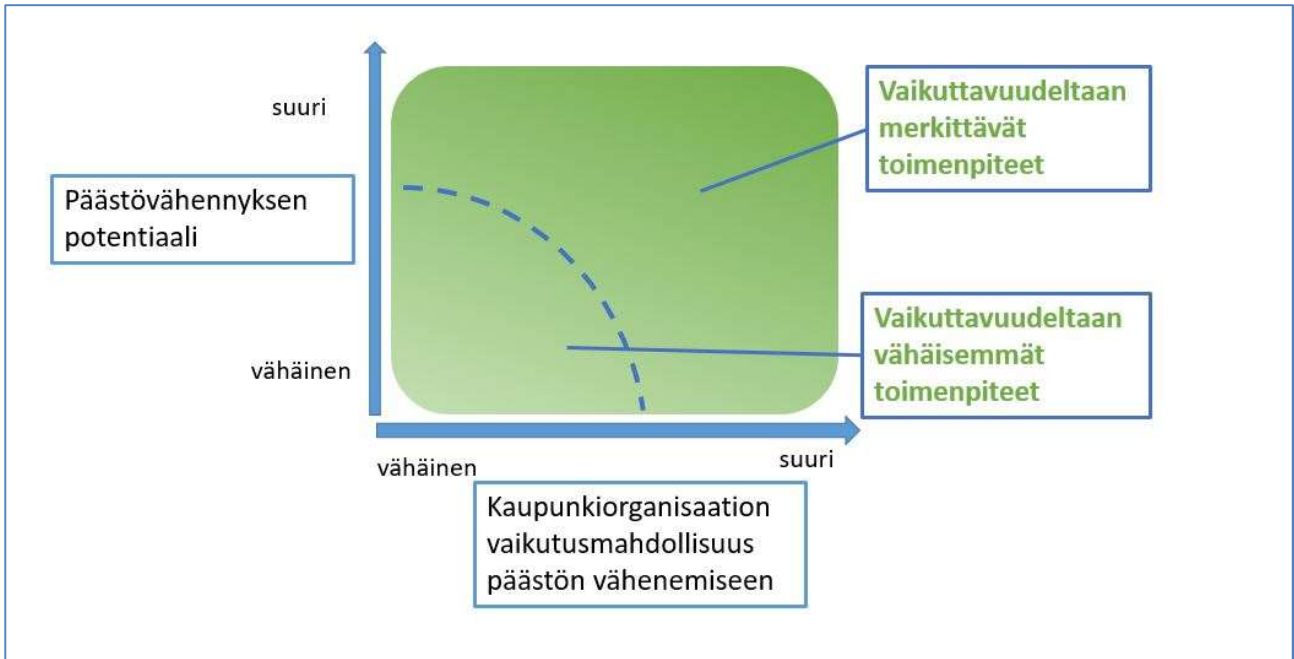 suuri
Päästövähennyksen
potentiaali
vähäinen
vähäinen
suuri
Kaupunkiorganisaation
vaikutusmahdollisuus
päästön vähenemiseen
Vaikuttavuudeltaan
merkittävät
toimenpiteet
Vaikuttavuudeltaan
vähäisemmät
toimenpiteet